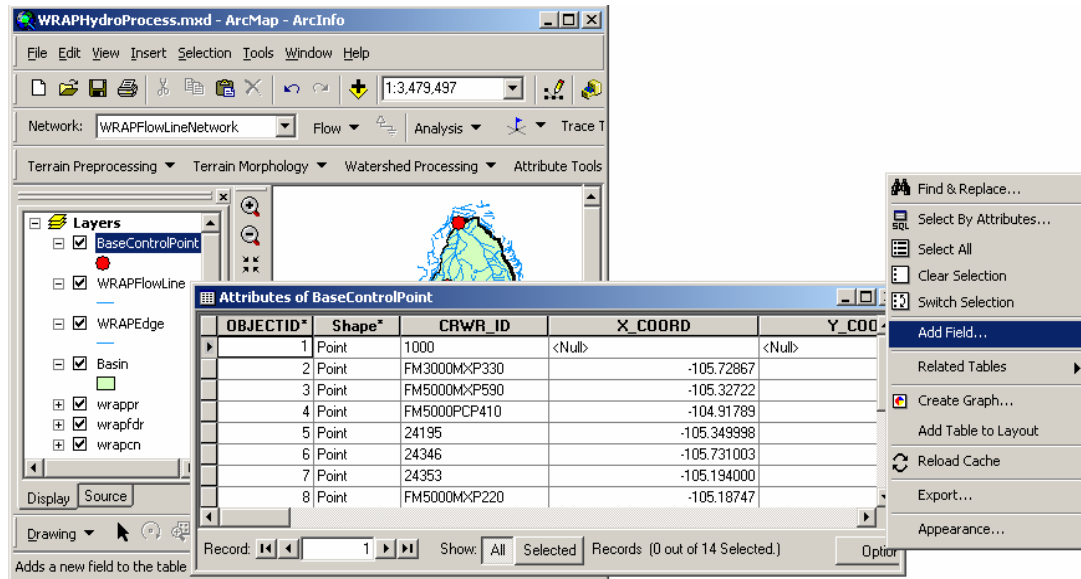 WRAPHydroProcess.mxd - ArcMap - ArcInfo
File Edit View Insert Selection Tools Window Help
1:3,479,497
Network: WRAPFlowLineNetwork Flow Analysis Trace T
Terrain Preprocessing Terrain Morphology Watershed Processing Attribute Tools
Layers
BaseControlPoint
WRAPFlowLine
WRAPEdge
Basin
wrappr
wrapfdr
wrapcn
Display Source
Drawing
Adds a new field to the table
Attributes of BaseControlPoint
OBJECTID* Shape* CRWR_ID X_COORD Y_COO
1 Point 1000 <Null> <Null>
2 Point FM3000MXP330 -105.72867
3 Point FM5000MXP590 -105.32722
4 Point FM5000PCP410 -104.91789
5 Point 24195 -105.349998
6 Point 24346 -105.731003
7 Point 24353 -105.194000
8 Point FM5000MXP220 -105.18747
Record: 1 Show: All Selected Records (0 out of 14 Selected.) Option
Find & Replace...
SQL Select By Attributes...
Select All
Clear Selection
Switch Selection
Add Field...
Related Tables
Create Graph...
Add Table to Layout
Reload Cache
Export...
Appearance...